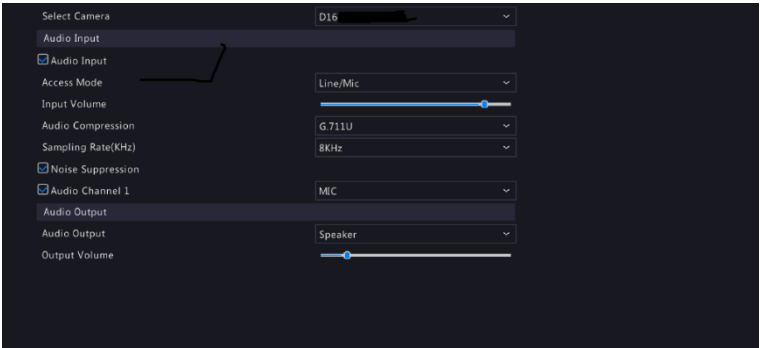 Select Camera D16
Audio Input
Audio Input
Access Mode Line/Mic
Input Volume
Audio Compression G.711U
Sampling Rate(KHz) 8KHz
Noise Suppression
Audio Channel 1 MIC
Audio Output
Audio Output Speaker
Output Volume